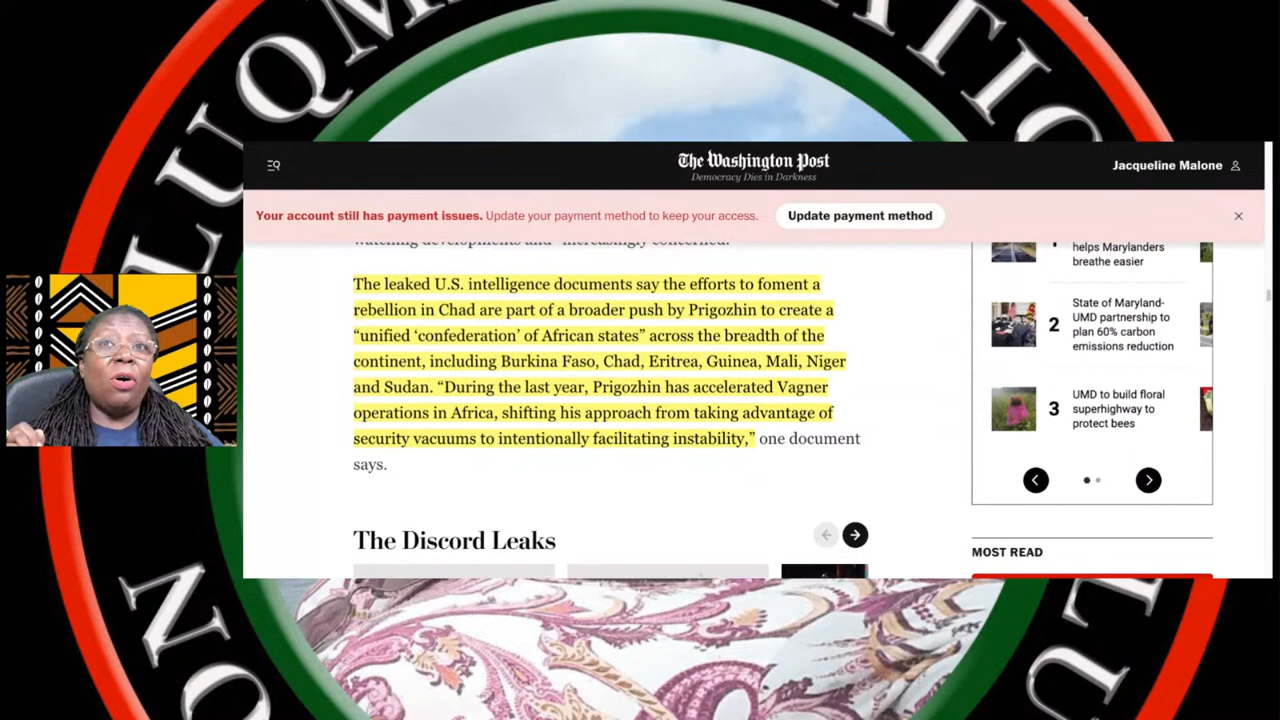 LUQM
ATIO
The Washington Post
Democracy Dies in Darkness
Jacqueline Malone
Your account still has payment issues. Update your payment method to keep your access.
Update payment method
watching developments and "increasingly concerned."
The leaked U.S. intelligence documents say the efforts to foment a
rebellion in Chad are part of a broader push by Prigozhin to create a
“unified ‘confederation’ of African states” across the breadth of the
continent, including Burkina Faso, Chad, Eritrea, Guinea, Mali, Niger
and Sudan. “During the last year, Prigozhin has accelerated Vagner
operations in Africa, shifting his approach from taking advantage of
security vacuums to intentionally facilitating instability,” one document
says.
The Discord Leaks
helps Marylanders
breathe easier
2
State of Maryland-
UMD partnership to
plan 60% carbon
emissions reduction
3
UMD to build floral
superhighway to
protect bees
MOST READ
NO